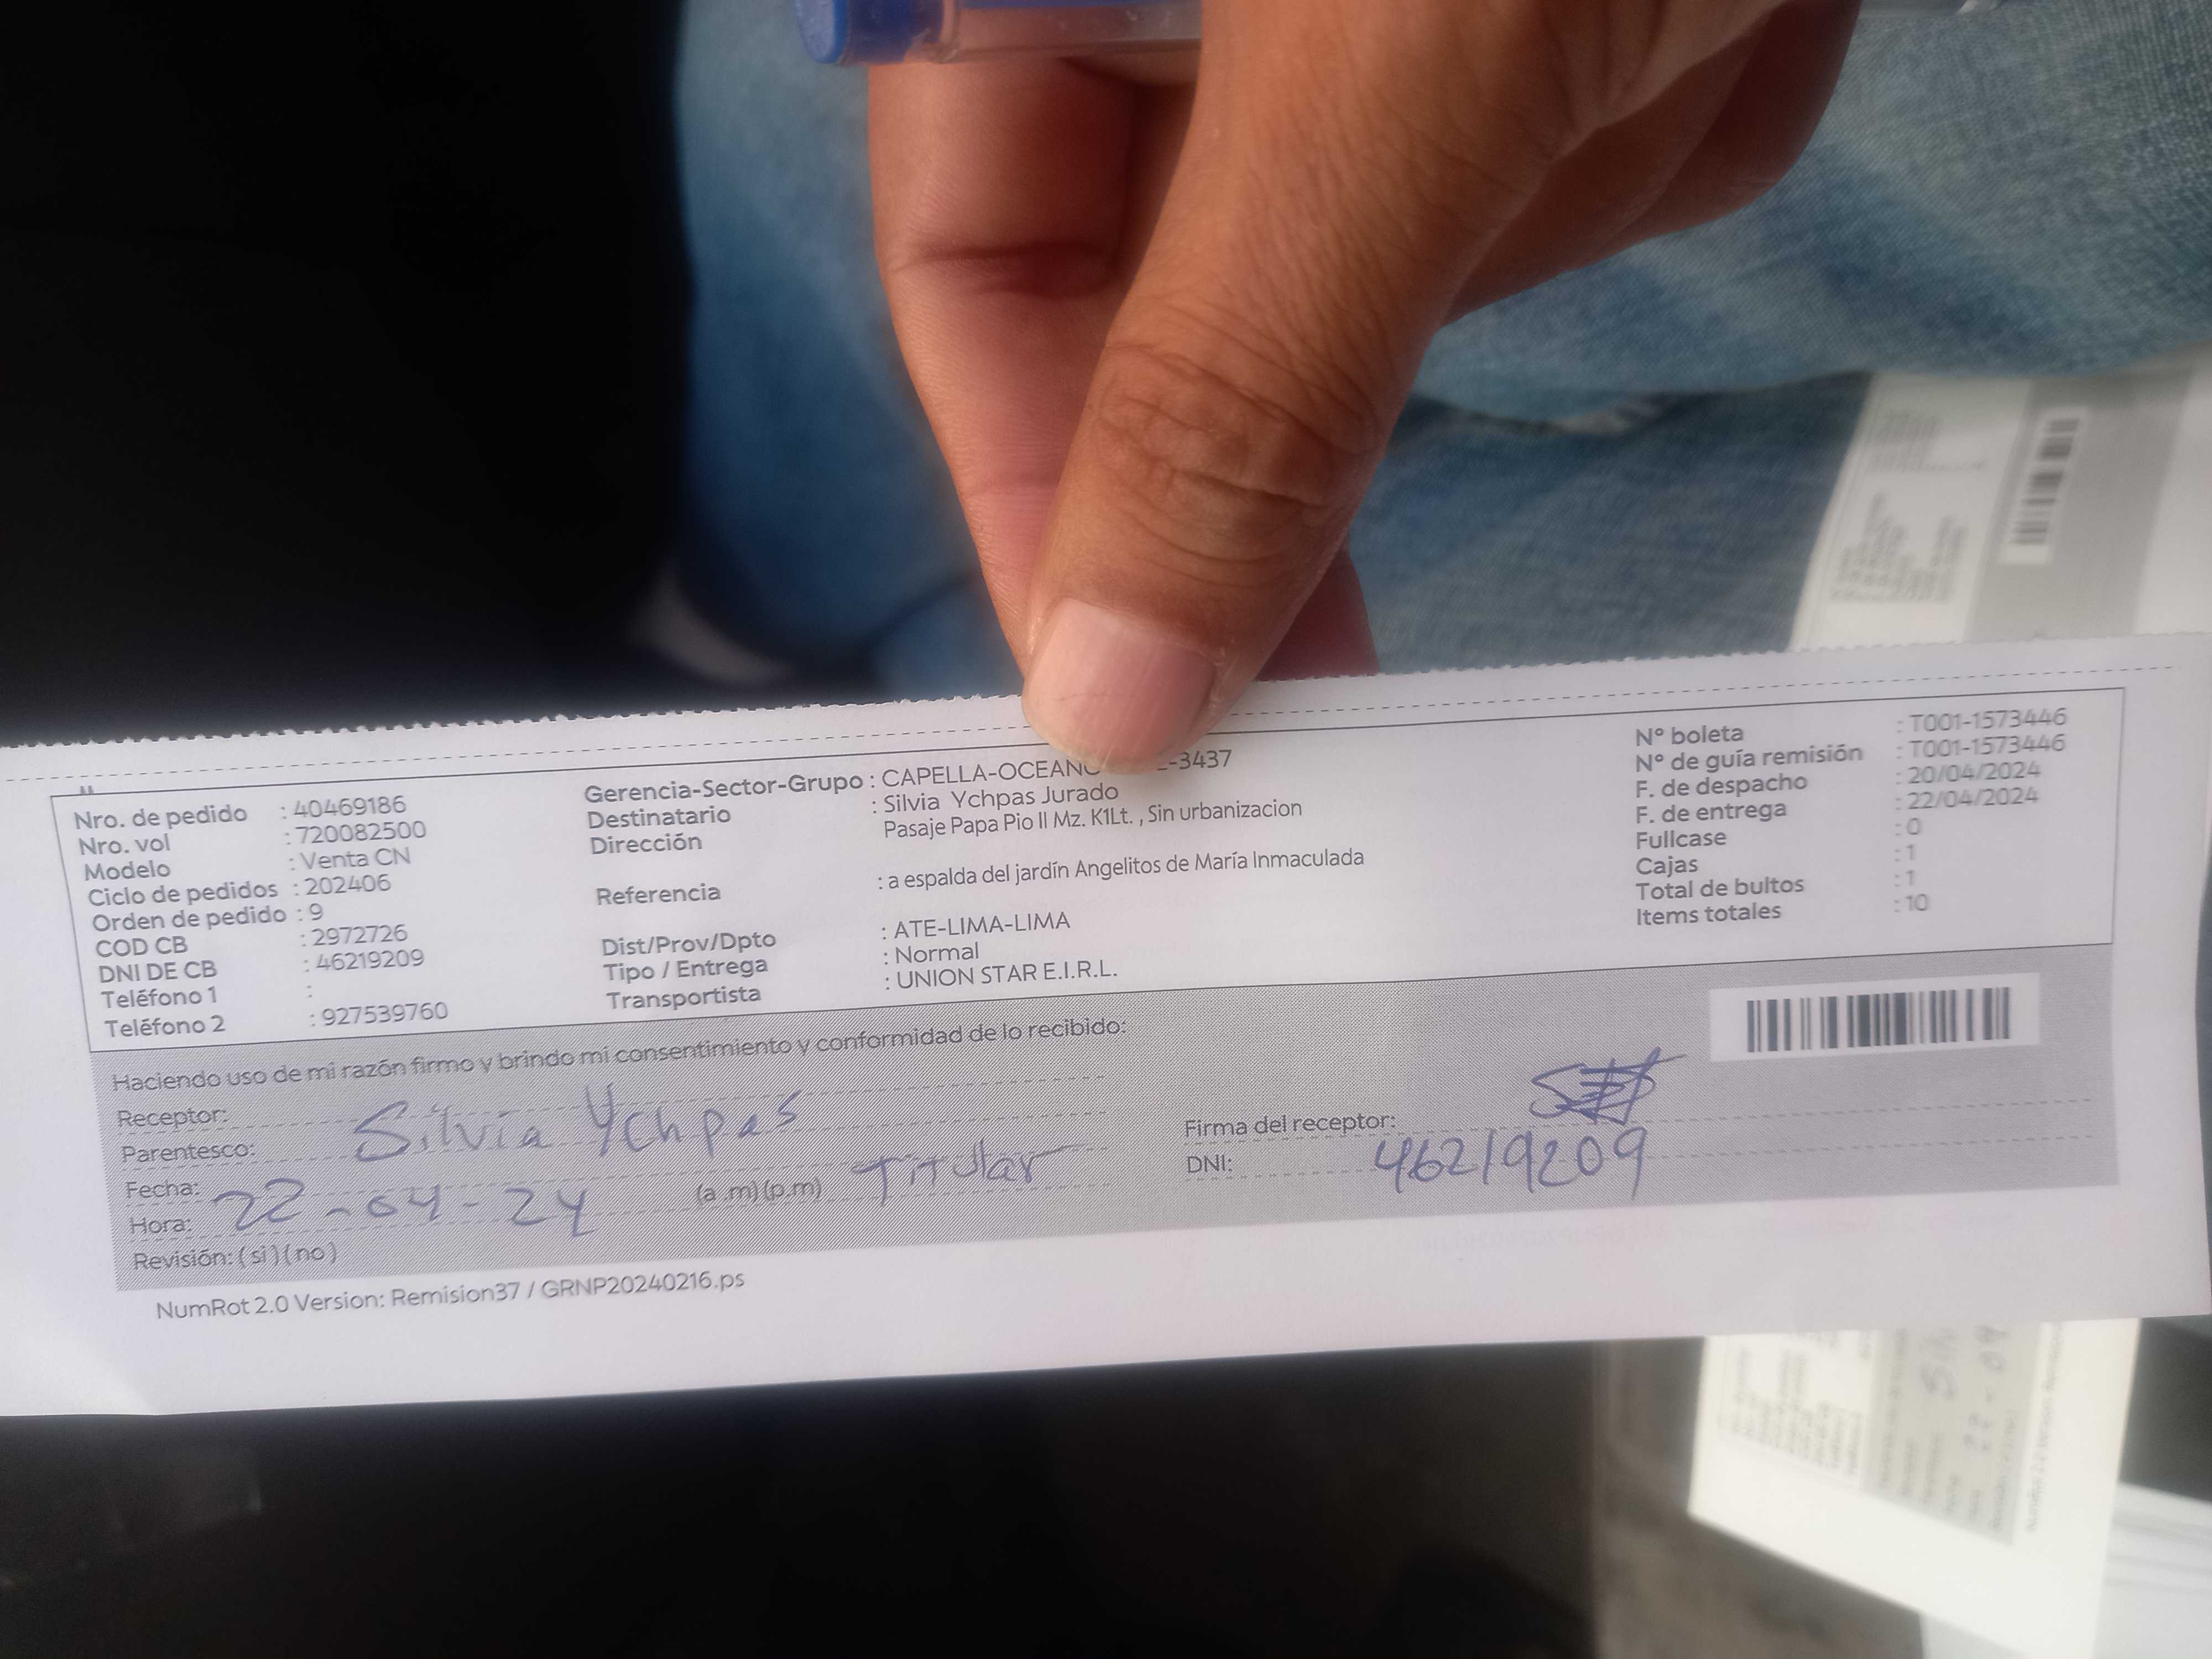 Nro. de pedido : 40469186
Nro. vol : 720082500
Modelo : Venta CN
Ciclo de pedidos : 202406
Orden de pedido : 9
COD CB : 2972726
DNI DE CB : 46219209
Teléfono 1 :
Teléfono 2 : 927539760
Gerencia-Sector-Grupo : CAPELLA-OCEANO -3437
Destinatario : Silvia Ychpas Jurado
Dirección Pasaje Papa Pio II Mz. K1Lt. , Sin urbanizacion
Referencia : a espalda del jardín Angelitos de María Inmaculada
Dist/Prov/Dpto : ATE-LIMA-LIMA
Tipo / Entrega : Normal
Transportista : UNION STAR E.I.R.L.
N° boleta : T001-1573446
N° de guía remisión : T001-1573446
F. de despacho : 20/04/2024
F. de entrega : 22/04/2024
Fullcase : 0
Cajas : 1
Total de bultos : 1
Items totales : 10
Haciendo uso de mi razón firmo y brindo mi consentimiento y conformidad de lo recibido:
Receptor: Silvia Ychpas
Parentesco: Titular
Fecha: 22-04-24
Hora: (a .m) (p.m)
Revisión: ( si ) ( no )
Firma del receptor:
DNI: 46219209
NumRot 2.0 Version: Remision37 / GRNP20240216.ps